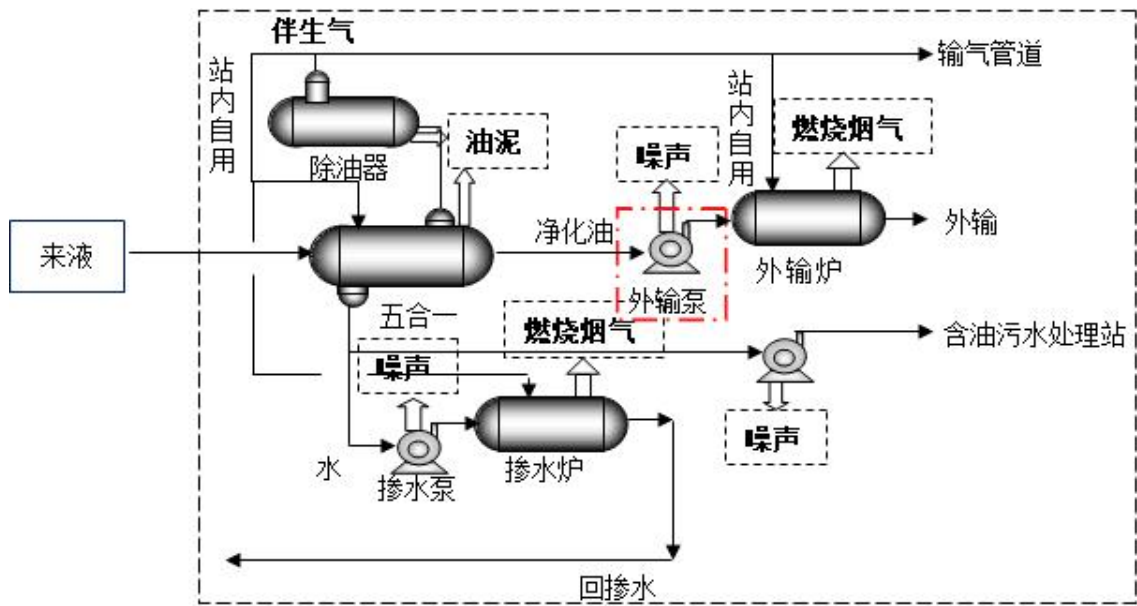 伴生气
输气管道
站内自用
燃烧烟气
噪声
油泥
站内自用
除油器
净化油
外输
来液
外输炉
外输泵
五合一
燃烧烟气
含油污水处理站
噪声
噪声
水
掺水泵
掺水炉
回掺水